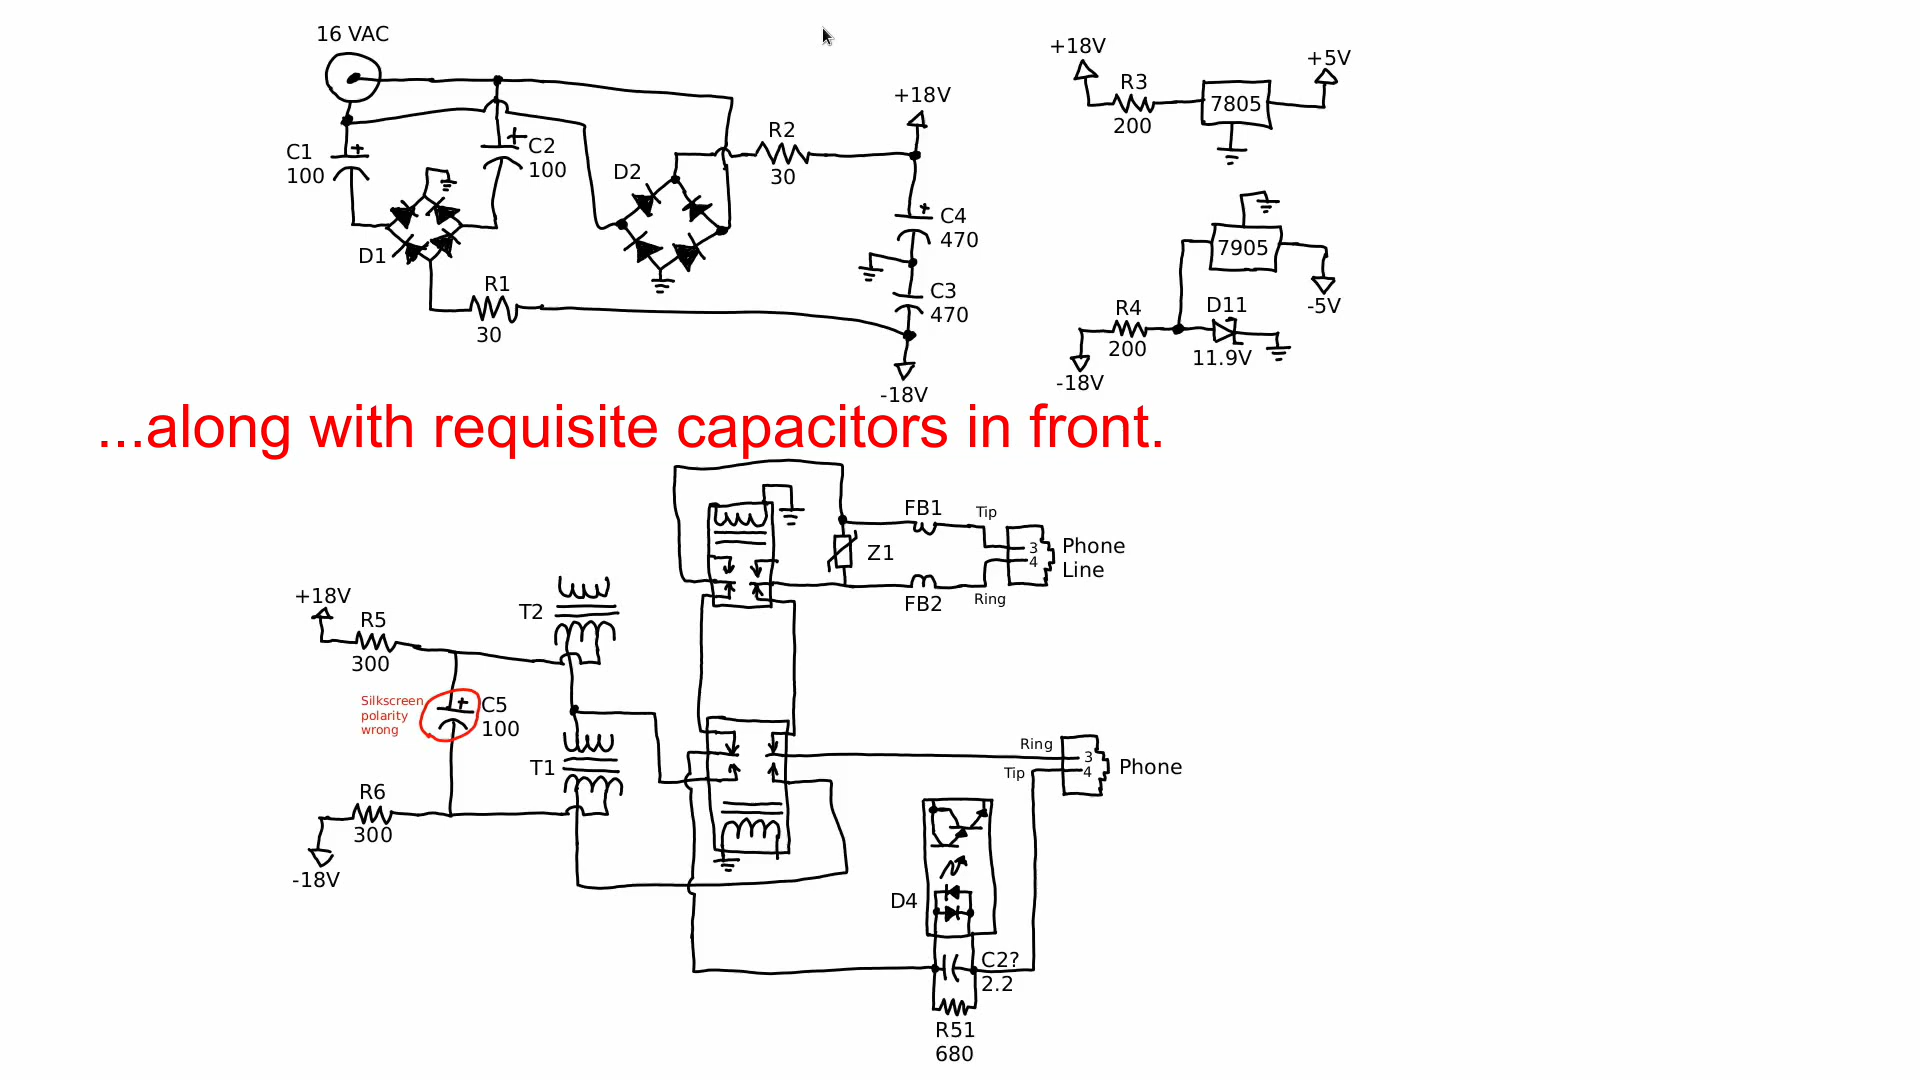 16 VAC
C1
100
C2
100
D1
D2
R1
30
R2
30
+18V
C4
470
C3
470
-18V
+18V
R3
200
7805
+5V
7905
-5V
R4
200
D11
11.9V
-18V
...along with requisite capacitors in front.
FB1
Tip
Z1
3
4
Phone
Line
FB2
Ring
+18V
R5
300
T2
Silkscreen
polarity
wrong
C5
100
T1
R6
300
-18V
Ring
Tip
3
4
Phone
D4
C2?
2.2
R51
680